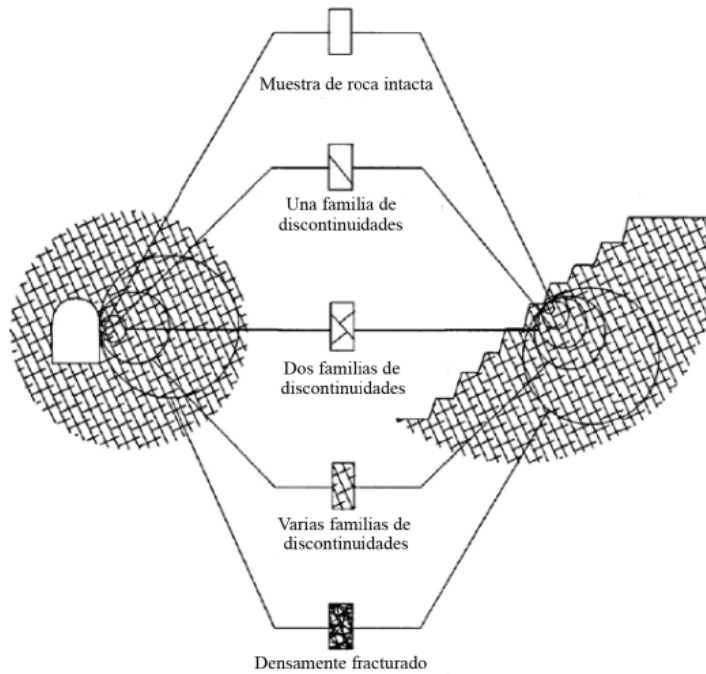 Muestra de roca intacta
Una familia de
discontinuidades
Dos familias de
discontinuidades
Varias familias de
discontinuidades
Densamente fracturado